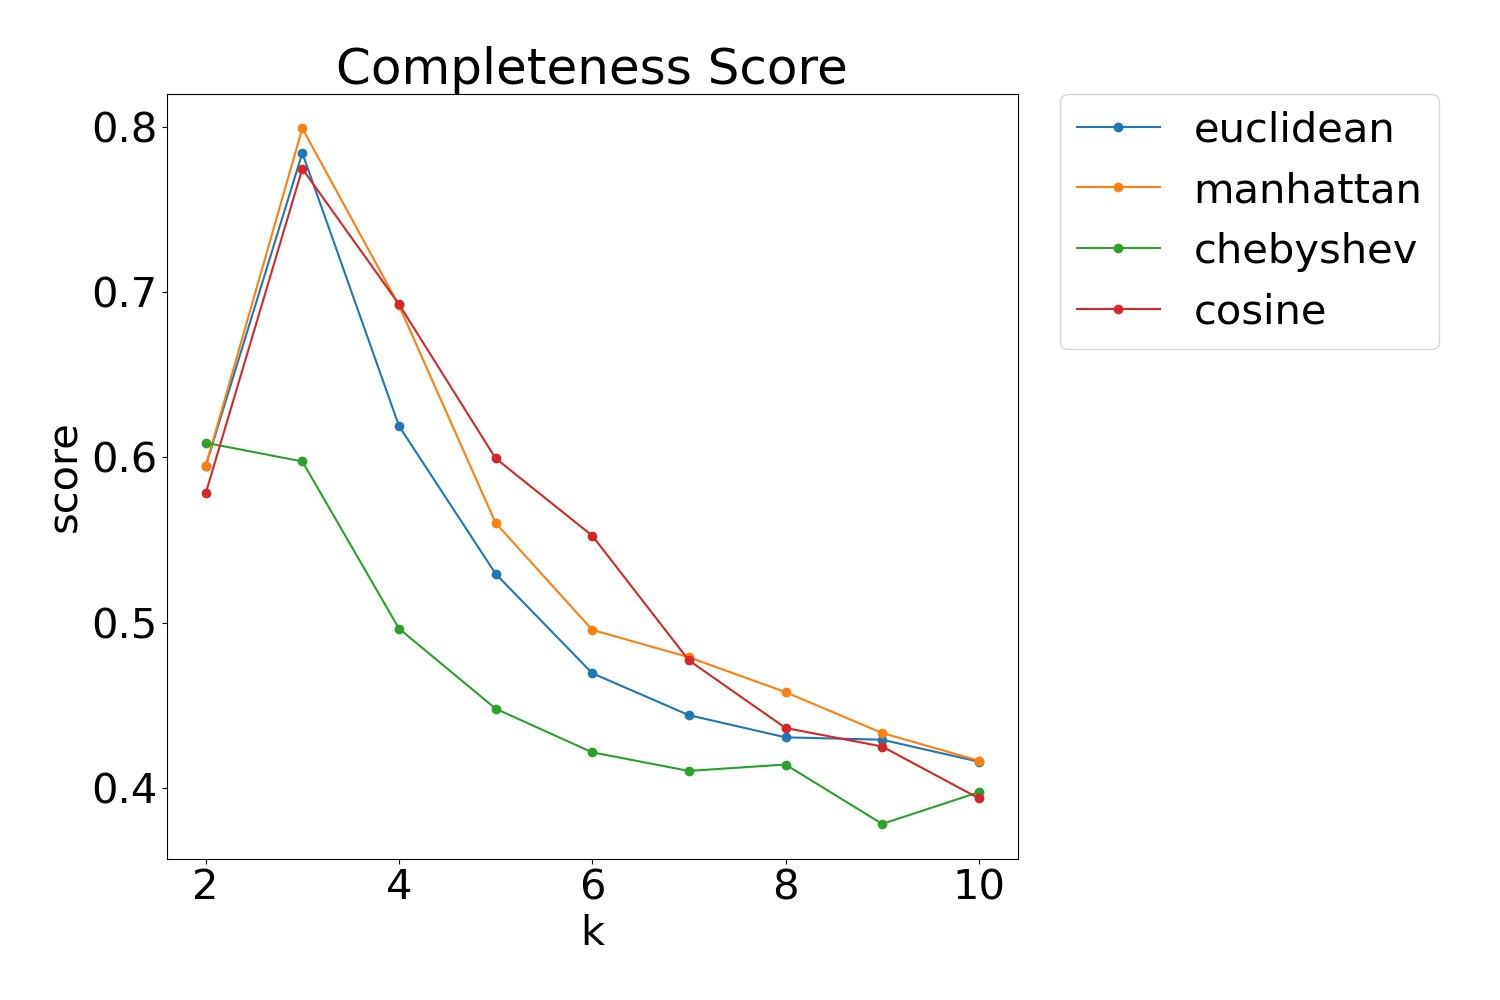 Completeness Score
0.8
0.7
0.6
0.5
0.4
score
2 4 6 8 10
k
euclidean
manhattan
chebyshev
cosine